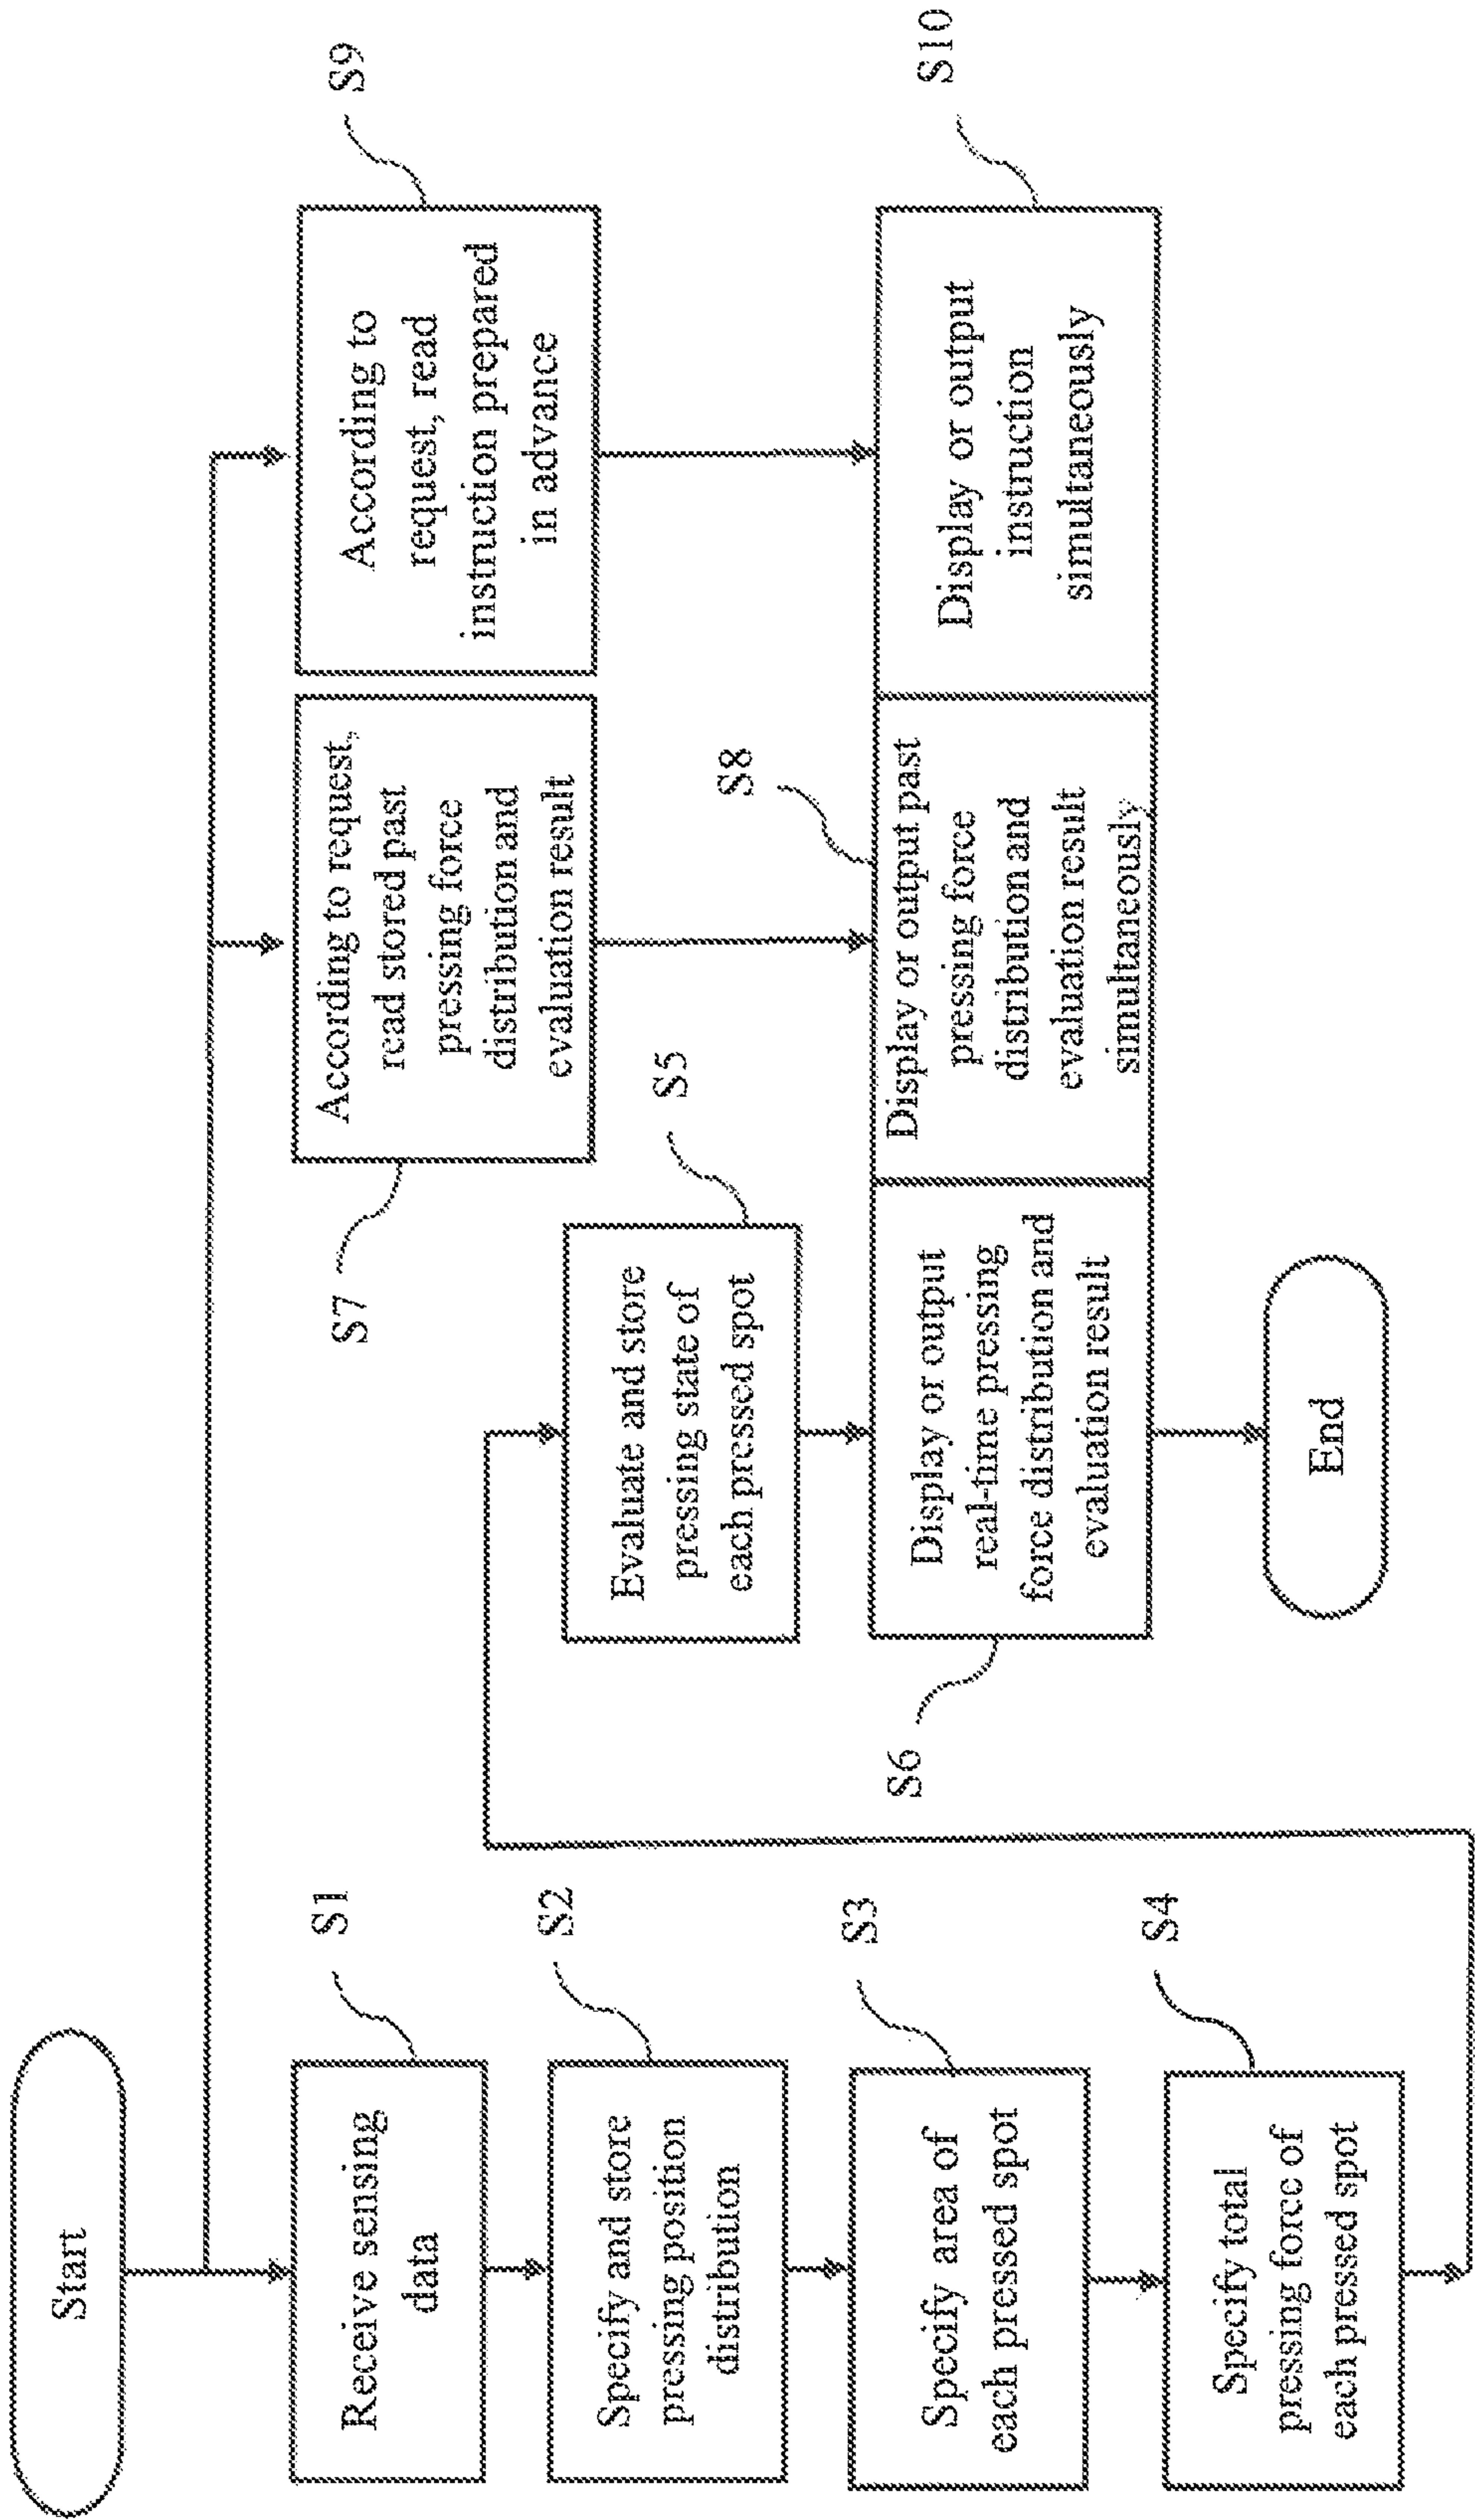 Start
Receive sensing
data
S1
Specify and store
pressing position
distribution
S2
Specify area of
each pressed spot
S3
Specify total
pressing force of
each pressed spot
S4
Evaluate and store
pressing state of
each pressed spot
S5
Display or output
real-time pressing
force distribution and
evaluation result
S6
According to request,
read stored past
pressing force
distribution and
evaluation result
S7
Display or output past
pressing force
distribution and
evaluation result
simultaneously
S8
According to
request, read
instruction prepared
in advance
S9
Display or output
instruction
simultaneously
S10
End